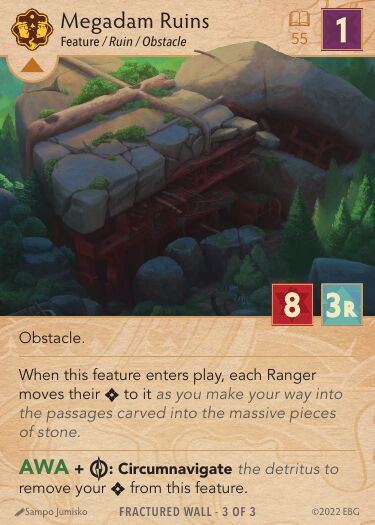 Megadam Ruins
Feature / Ruin / Obstacle
55
1
8
3R
Obstacle.
When this feature enters play, each Ranger
moves their to it as you make your way into
the passages carved into the massive pieces
of stone.
AWA + : Circumnavigate the detritus to
remove your from this feature.
Sampo Jumisko
FRACTURED WALL - 3 OF 3
©2022 EBG